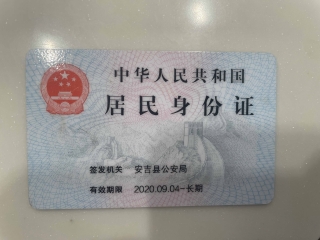 中华人民共和国
居民身份证
签发机关 安吉县公安局
有效期限 2020.09.04-长期